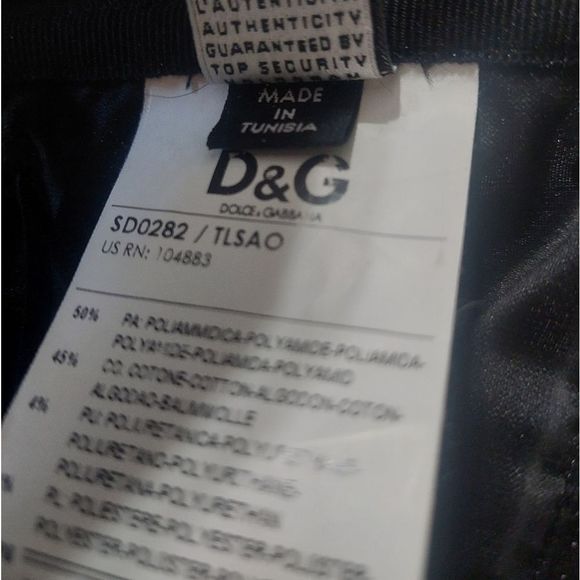 L'AUTENTICITA
AUTHENTICITY
GUARANTEED BY
TOP SECURITY
MADE
IN
TUNISIA
D&G
DOLCE & GABBANA
SD0282 / TLSAO
US RN: 104883
50% PA: POLIAMMIDICA-POLYAMIDE-POLIAMIDA-
POLYAMIDE-POLIAMIDA-POLYAMID
45% CO. COTONE-COTTON-ALGODON-COTON-
ALGODAO-BAUMWOLLE
4% PU: POLIURETANICA-
POLIURETANO-POLYURETHANE-
POLIURETANA-POLYURETHAN
PL. POLIESTERE-POLYESTER-POLIESTER-
POLYESTER-POLIESTER-POLYESTER